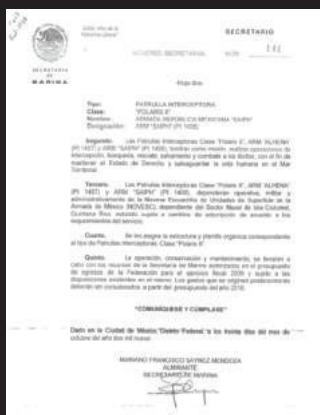 SECRETARIO
SECRETARIA
DE
MARINA
ACUERDO SECRETARIAL
NUM.
Hoja dos
Tipo: PATRULLA INTERCEPTORA
Clase: "POLARIS II"
Nombre: ARMADA REPUBLICA MEXICANA "SAIPH"
Designación: ARM "SAIPH" (PI 1408)
Segundo. Las Patrullas Interceptoras Clase "Polaris II", ARM "ALHENA"
(PI 1407) y ARM "SAIPH" (PI 1408), tendrán como misión, realizar operaciones de
intercepción, búsqueda, rescate, salvamento y combate a los ilícitos, con el fin de
mantener el Estado de Derecho y salvaguardar la vida humana en el Mar
Territorial.
Tercero. Las Patrullas Interceptoras Clase "Polaris II", ARM "ALHENA"
(PI 1407) y ARM "SAIPH" (PI 1408), dependerán operativa, militar y
administrativamente de la Novena Escuadrilla de Unidades de Superficie de la
Armada de México dependiente del Sector Naval de Isla
Quintana Roo, estando sujeto a cambios de adscripción de acuerdo a los
requerimientos del servicio.
Cuarto. Se les asigna la estructura y planilla orgánica correspondiente
al tipo de Patrullas Interceptoras, Clase "Polaris II".
Quinto. La operación, conservación y mantenimiento, se llevarán a
cabo con los recursos de la Secretaría de Marina autorizados en el presupuesto
de egresos de la Federación para el ejercicio fiscal 2009 y sujeto a las
disposiciones existentes en el mismo. Los gastos que se originen posteriormente
deberán ser considerados a partir del presupuesto del año 2010.
"COMUNÍQUESE Y CÚMPLASE"
Dado en la Ciudad de México, Distrito Federal, a los treinta días del mes de
octubre del año dos mil nueve.
MARIANO FRANCISCO SAYNEZ MENDOZA
ALMIRANTE
SECRETARIO DE MARINA